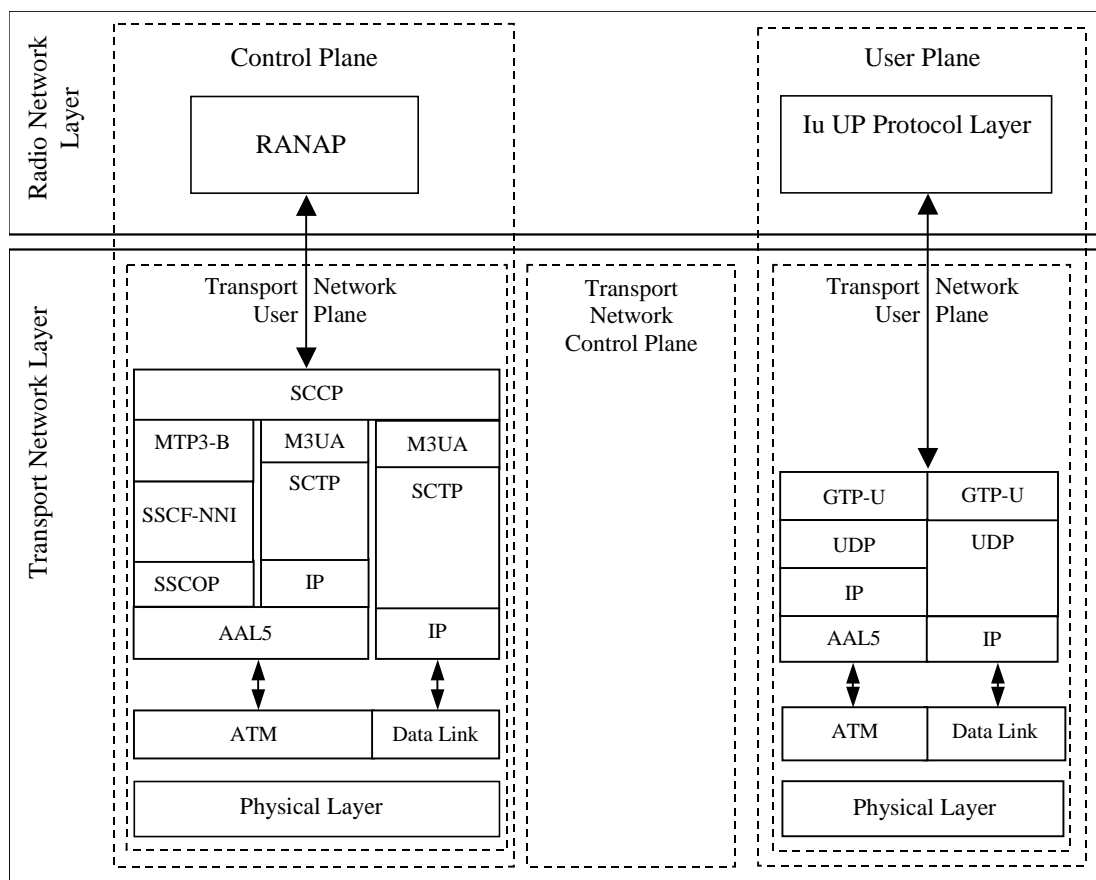 Control Plane
User Plane
Radio Network
Layer
RANAP
Iu UP Protocol Layer
Transport Network Layer
Transport Network
User Plane
Transport
Network
Control Plane
Transport Network
User Plane
SCCP
MTP3-B
M3UA
M3UA
SCTP
SCTP
SSCF-NNI
SSCOP
IP
AAL5
IP
ATM
Data Link
Physical Layer
GTP-U
GTP-U
UDP
UDP
IP
AAL5
IP
ATM
Data Link
Physical Layer